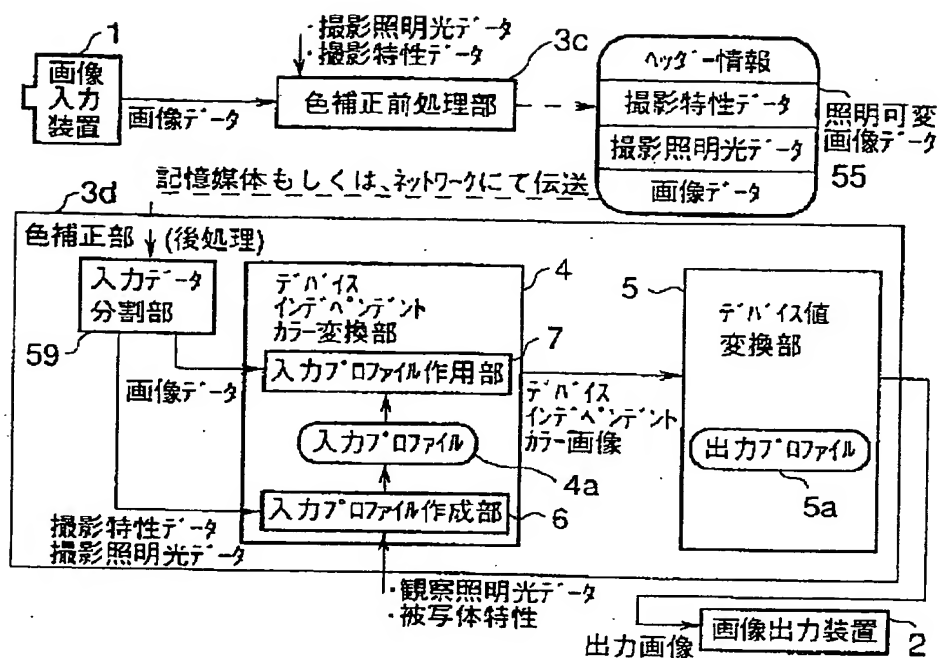 1
画像
入力
装置
画像データ
・撮影照明光データ
・撮影特性データ
3c
色補正前処理部
ヘッダー情報
撮影特性データ
撮影照明光データ
画像データ
照明可変
画像データ
55
記憶媒体もしくは、ネットワークにて伝送
3d
色補正部
(後処理)
入力データ
分割部
59
画像データ
撮影特性データ
撮影照明光データ
4
デバイス
インデペンデント
カラー変換部
7
入力プロファイル作用部
入力プロファイル
4a
入力プロファイル作成部
6
・観察照明光データ
・被写体特性
デバイス
インデペンデント
カラー画像
5
デバイス値
変換部
出力プロファイル
5a
出力画像
画像出力装置
2